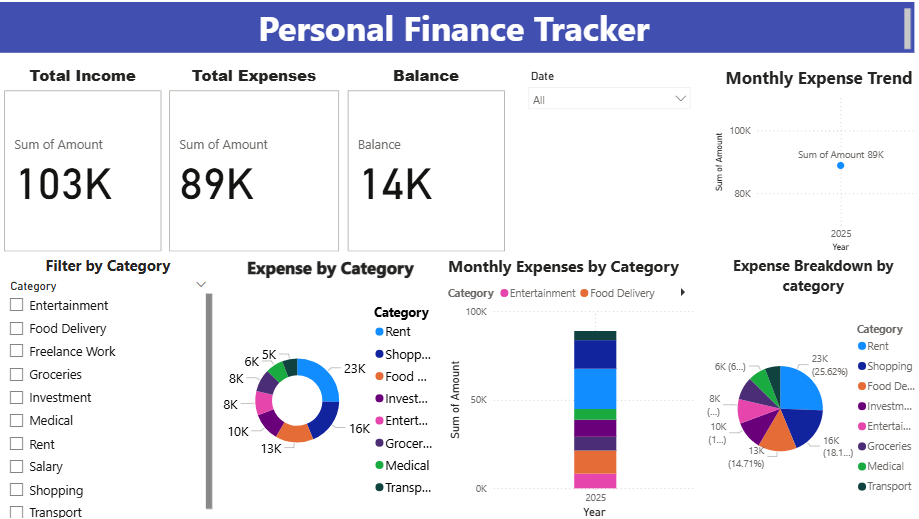 Personal Finance Tracker
Total Income
Sum of Amount
103K
Total Expenses
Sum of Amount
89K
Balance
Balance
14K
Date
All
Monthly Expense Trend
Sum of Amount
100K
80K
Sum of Amount 89K
2025
Year
Filter by Category
Category
Entertainment
Food Delivery
Freelance Work
Groceries
Investment
Medical
Rent
Salary
Shopping
Transport
Expense by Category
23K
16K
13K
10K
8K
8K
6K
5K
Category
Rent
Shopp...
Food ...
Invest...
Entert...
Grocer...
Medical
Transp...
Monthly Expenses by Category
Category Entertainment Food Delivery
Sum of Amount
100K
50K
0K
2025
Year
Expense Breakdown by
category
23K
(25.62%)
16K
(18.1...)
13K
(14.71%)
10K
(1...)
8K
(...)
6K (6...)
Category
Rent
Shopping
Food De...
Investm...
Entertai...
Groceries
Medical
Transport